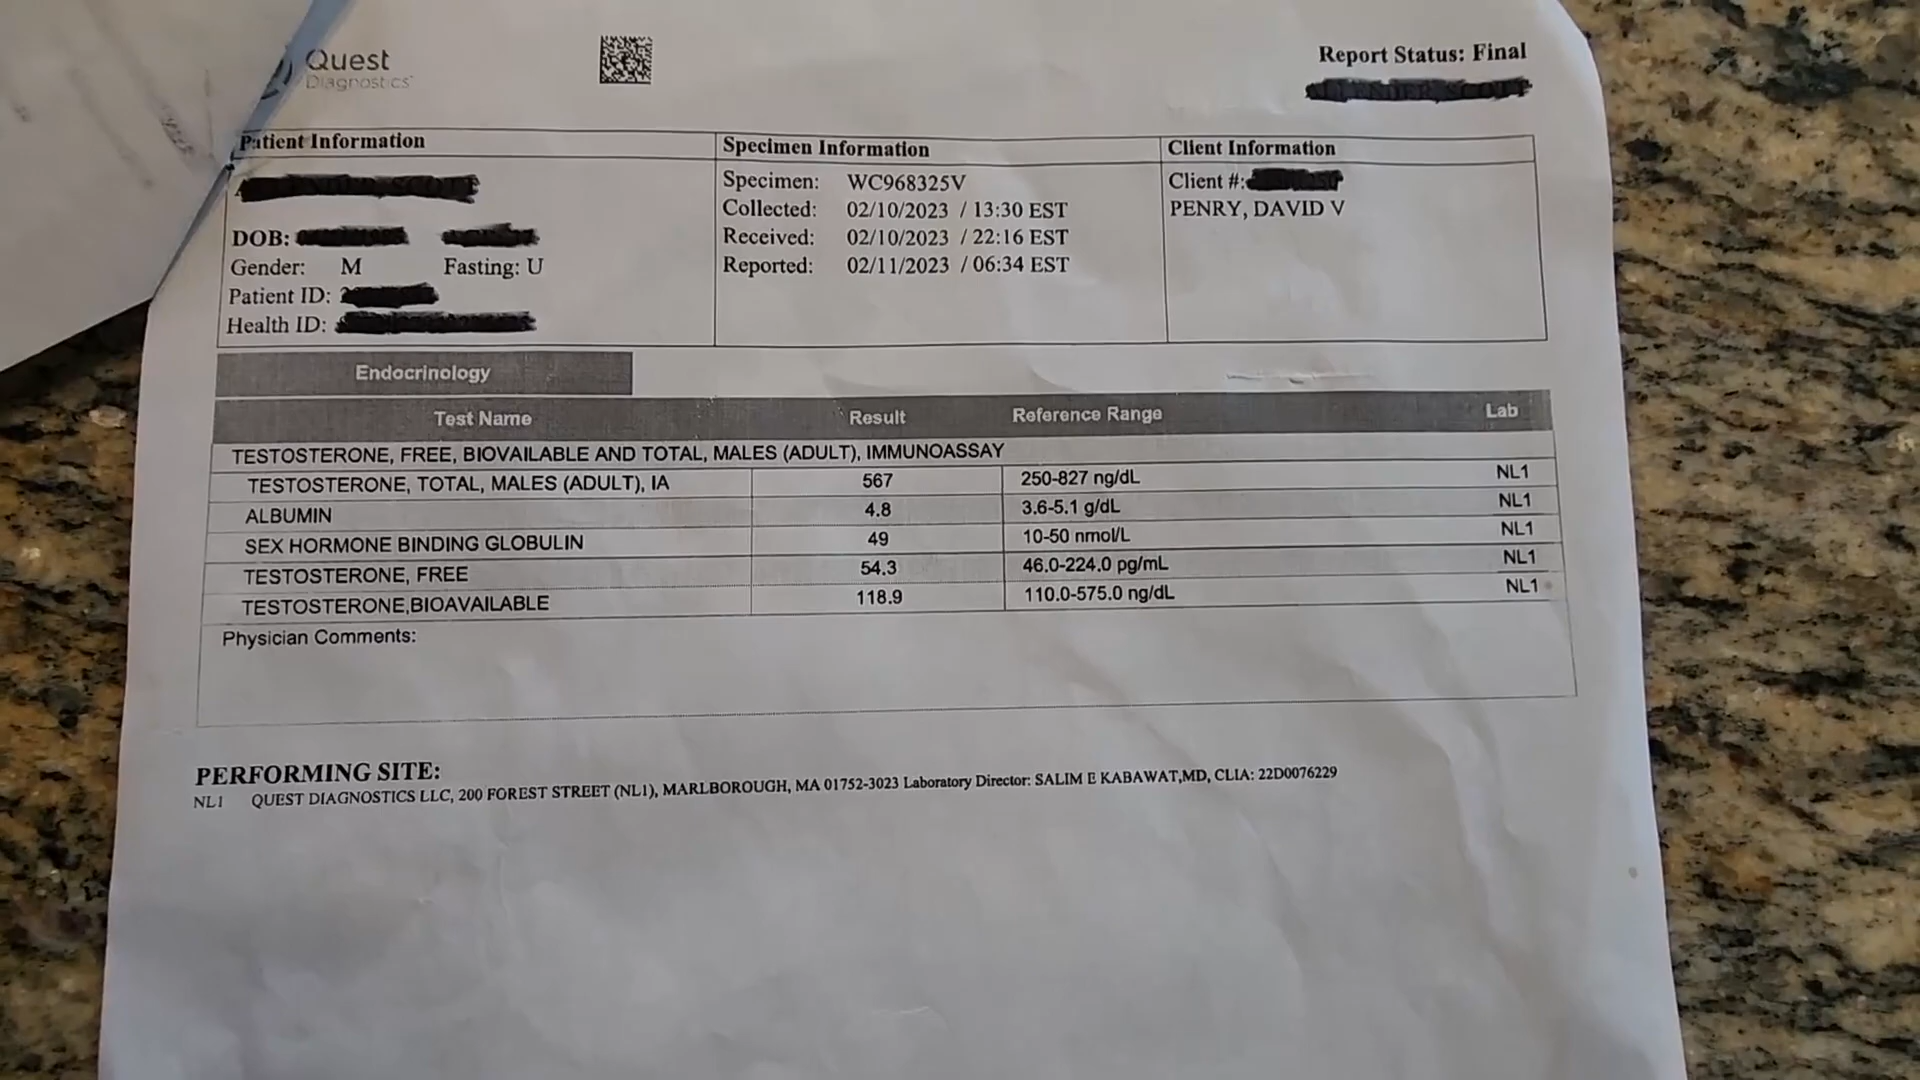 Quest
Diagnostics
Report Status: Final
Patient Information
Specimen Information
Client Information
Specimen: WC968325V
Client #:
Collected: 02/10/2023 / 13:30 EST
PENRY, DAVID V
DOB:
Received: 02/10/2023 / 22:16 EST
Gender: M Fasting: U
Reported: 02/11/2023 / 06:34 EST
Patient ID:
Health ID:
Endocrinology
Test Name Result Reference Range Lab
TESTOSTERONE, FREE, BIOVAILABLE AND TOTAL, MALES (ADULT), IMMUNOASSAY
TESTOSTERONE, TOTAL, MALES (ADULT), IA 567 250-827 ng/dL NL1
ALBUMIN 4.8 3.6-5.1 g/dL NL1
SEX HORMONE BINDING GLOBULIN 49 10-50 nmol/L NL1
TESTOSTERONE, FREE 54.3 46.0-224.0 pg/mL NL1
TESTOSTERONE,BIOAVAILABLE 118.9 110.0-575.0 ng/dL NL1
Physician Comments:
PERFORMING SITE:
NL1 QUEST DIAGNOSTICS LLC, 200 FOREST STREET (NL1), MARLBOROUGH, MA 01752-3023 Laboratory Director: SALIM E KABAWAT,MD, CLIA: 22D0076229